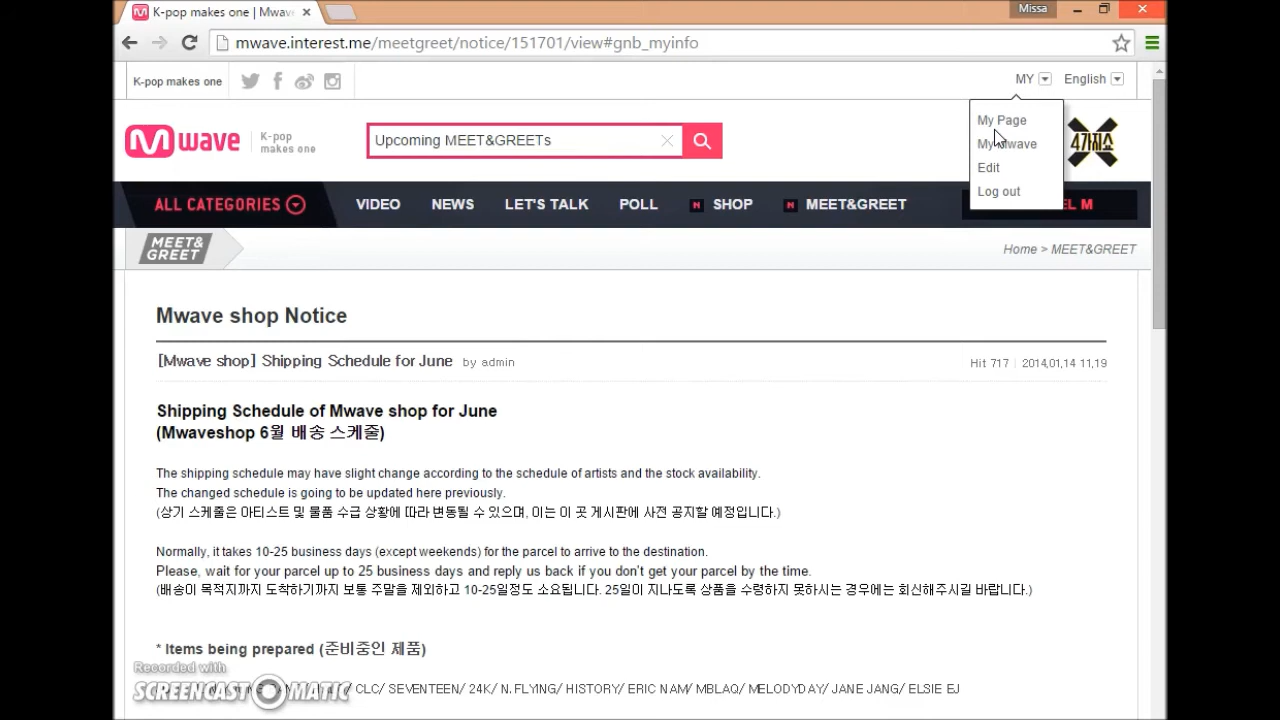 K-pop makes one | Mwav
Missa
mwave.interest.me/meetgreet/notice/151701/view#gnb_myinfo
K-pop makes one
MY
English
My Page
My Mwave
Edit
Log out
Mwave
K-pop
makes one
Upcoming MEET&GREETs
4가지쇼
ALL CATEGORIES
VIDEO
NEWS
LET'S TALK
POLL
N SHOP
N MEET&GREET
EL M
MEET&
GREET
Home > MEET&GREET
Mwave shop Notice
[Mwave shop] Shipping Schedule for June by admin
Hit 717 | 2014.01.14 11:19
Shipping Schedule of Mwave shop for June
(Mwaveshop 6월 배송 스케줄)
The shipping schedule may have slight change according to the schedule of artists and the stock availability.
The changed schedule is going to be updated here previously.
(상기 스케줄은 아티스트 및 물품 수급 상황에 따라 변동될 수 있으며, 이는 이 곳 게시판에 사전 공지할 예정입니다.)
Normally, it takes 10-25 business days (except weekends) for the parcel to arrive to the destination.
Please, wait for your parcel up to 25 business days and reply us back if you don't get your parcel by the time.
(배송이 목적지까지 도착하기까지 보통 주말을 제외하고 10-25일정도 소요됩니다. 25일이 지나도록 상품을 수령하지 못하시는 경우에는 회신해주시길 바랍니다.)
* Items being prepared (준비중인 제품)
Recorded with
SCREENCAST-O-MATIC
/ CLC/ SEVENTEEN/ 24K/ N.FLYING/ HISTORY/ ERIC NAM/ MBLAQ/ MELODYDAY/ JANE JANG/ ELSIE EJ